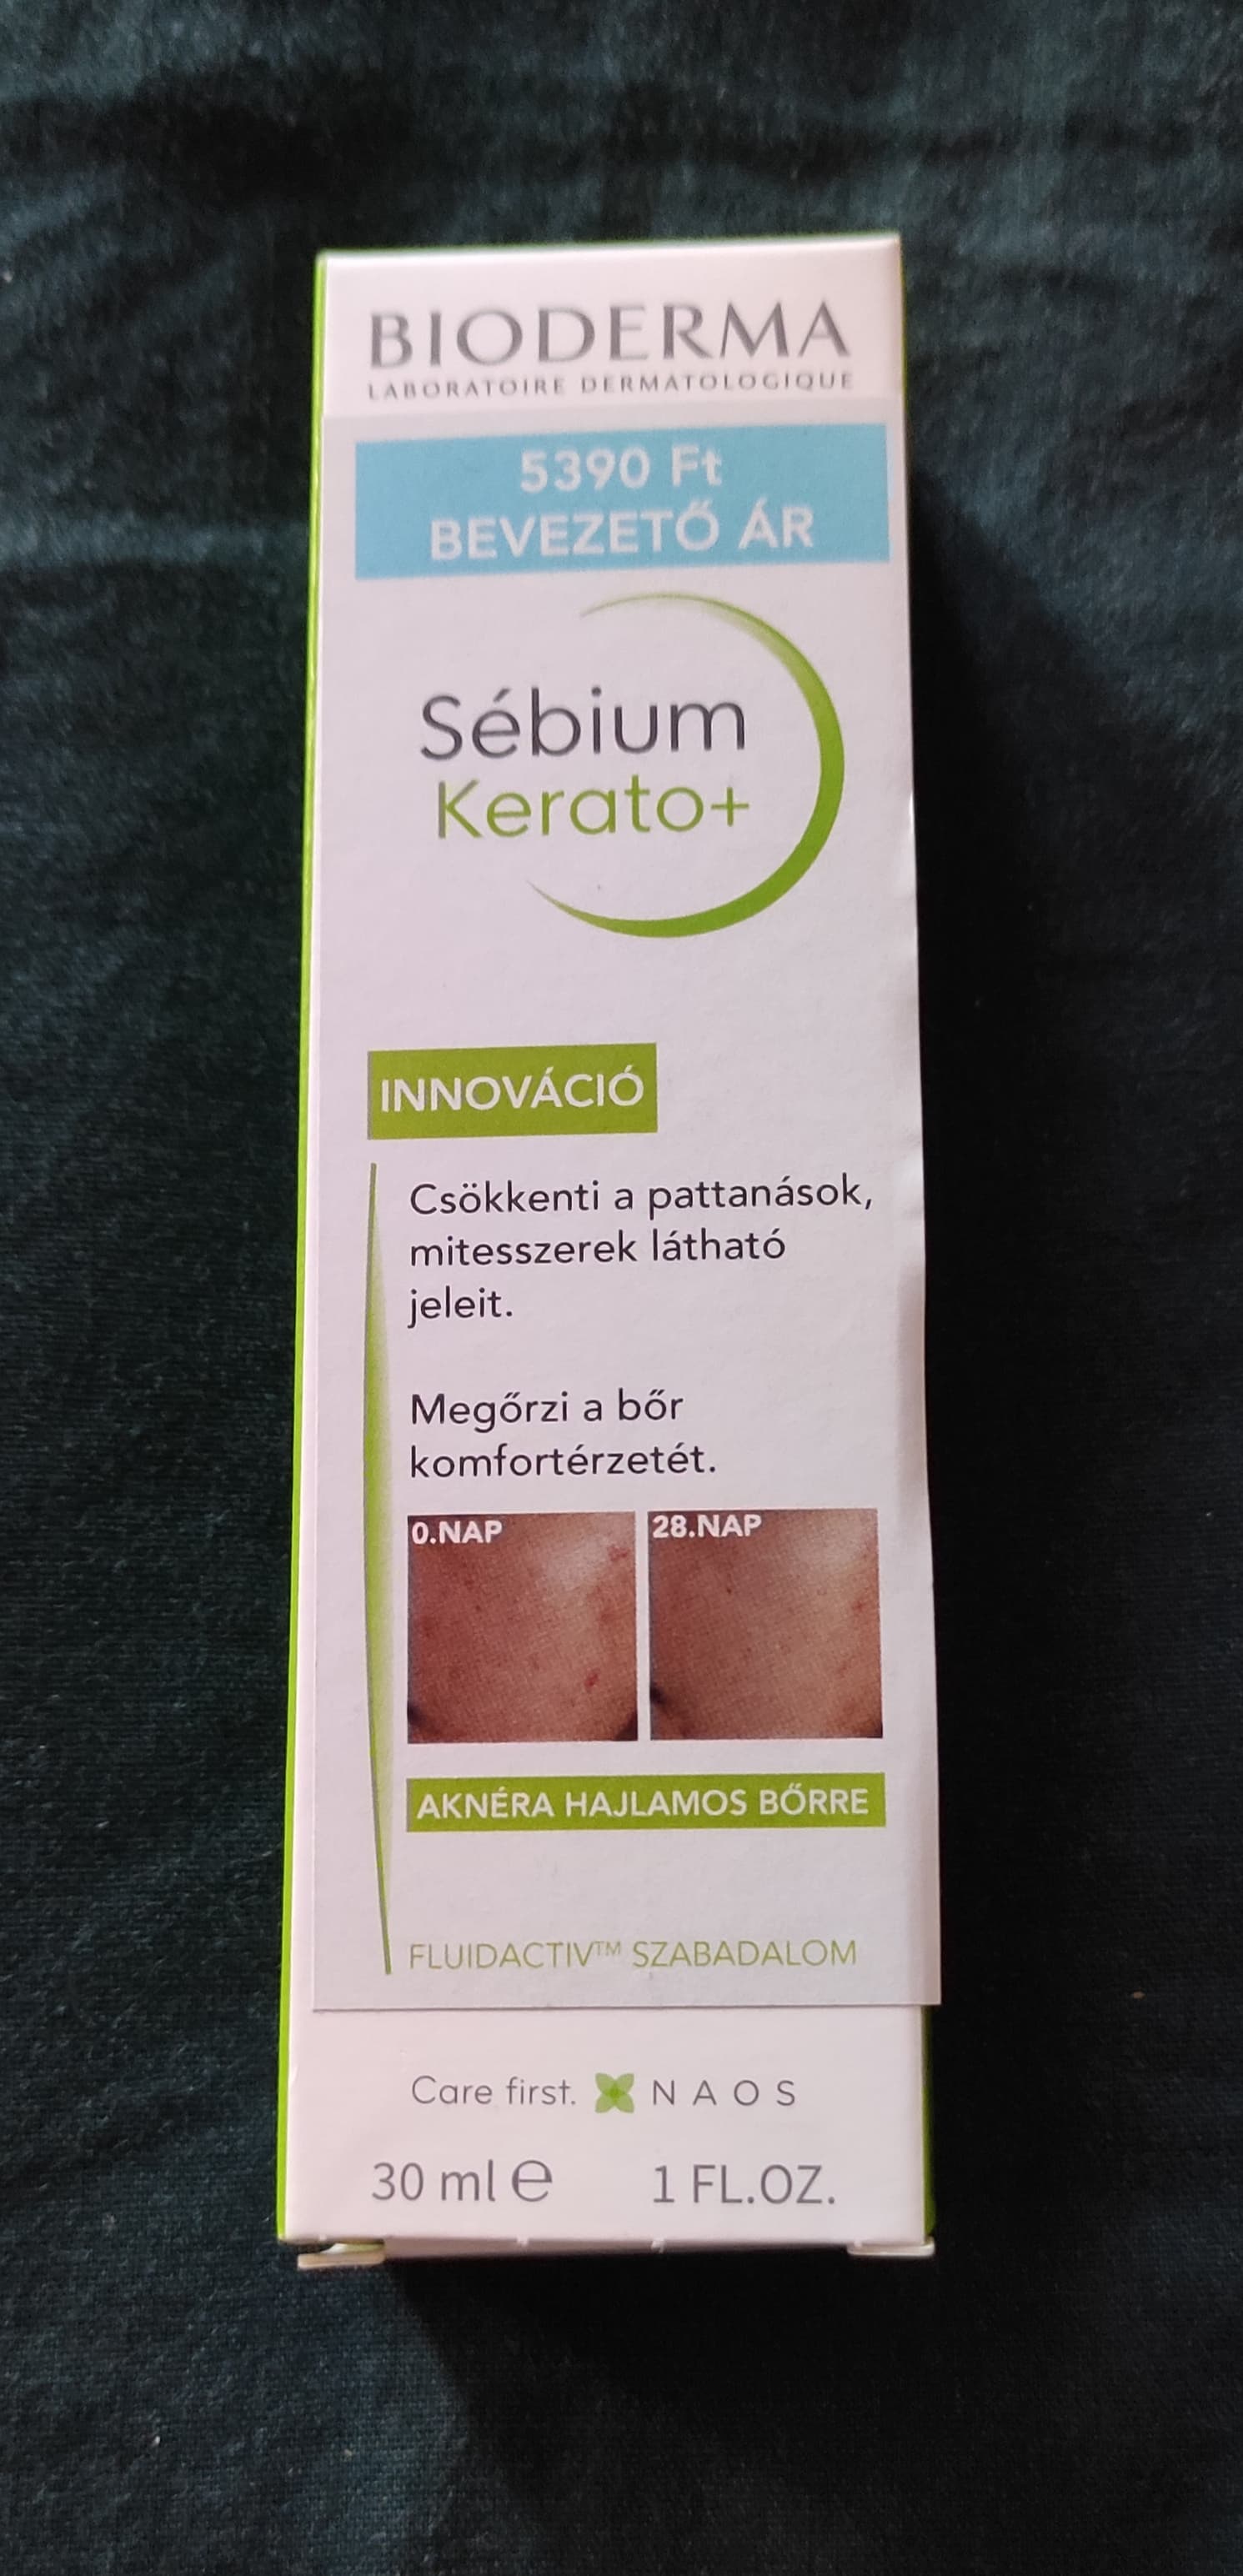 BIODERMA
LABORATOIRE DERMATOLOGIQUE
5390 Ft
BEVEZETŐ ÁR
Sébium
Kerato+
INNOVÁCIÓ
Csökkenti a pattanások,
mitesszerek látható
jeleit.
Megőrzi a bőr
komfortérzetét.
0.NAP 28.NAP
AKNÉRA HAJLAMOS BŐRRE
FLUIDACTIV™ SZABADALOM
Care first. NAOS
30 ml ℮ 1 FL.OZ.